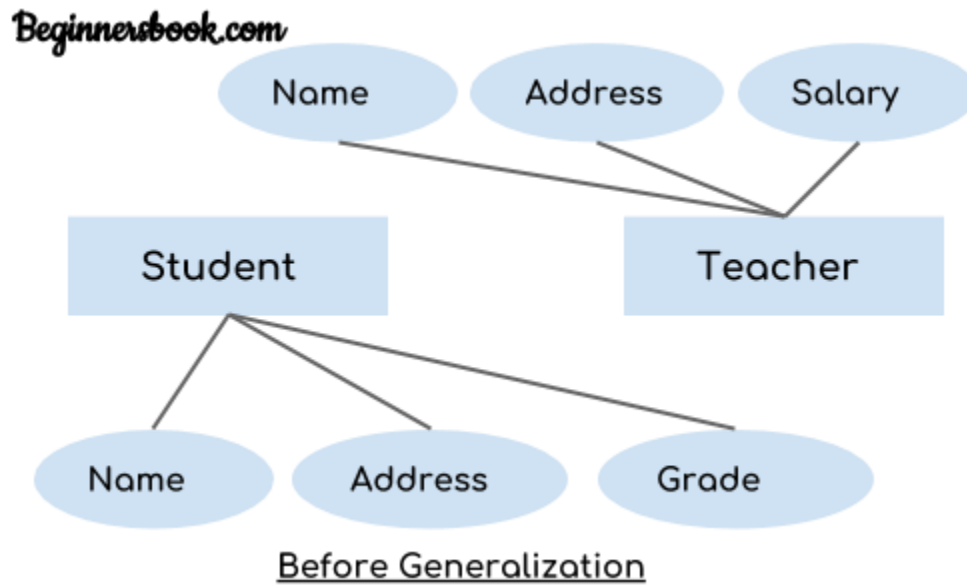 Beginnersbook.com
Name Address Salary
Student Teacher
Name Address Grade
Before Generalization